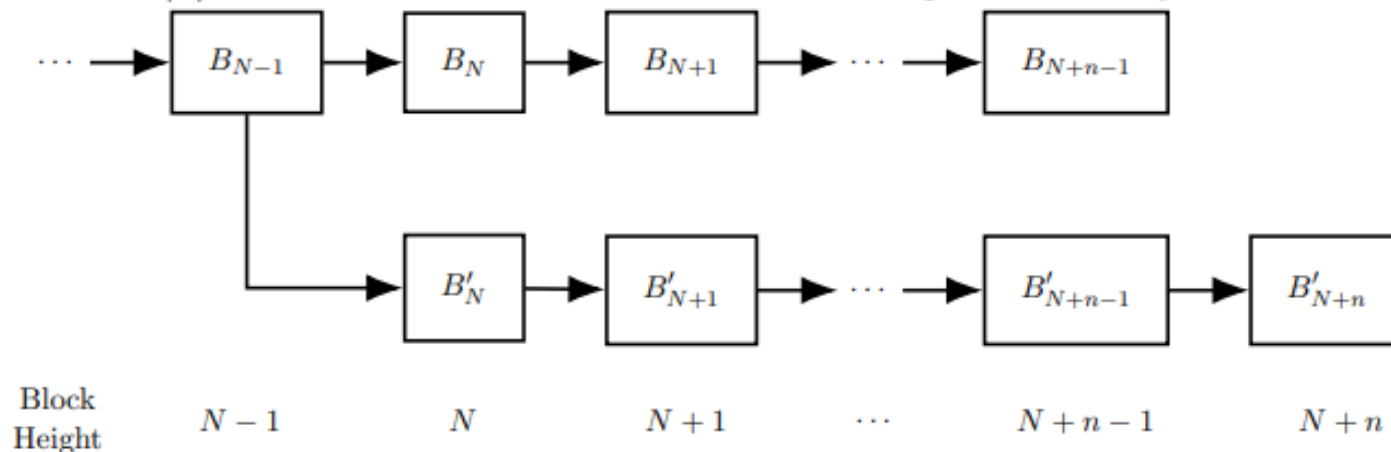 ⋯ B_{N−1} B_N B_{N+1} ⋯ B_{N+n−1}
B′_N B′_{N+1} ⋯ B′_{N+n−1} B′_{N+n}
Block
Height N − 1 N N + 1 ⋯ N + n − 1 N + n